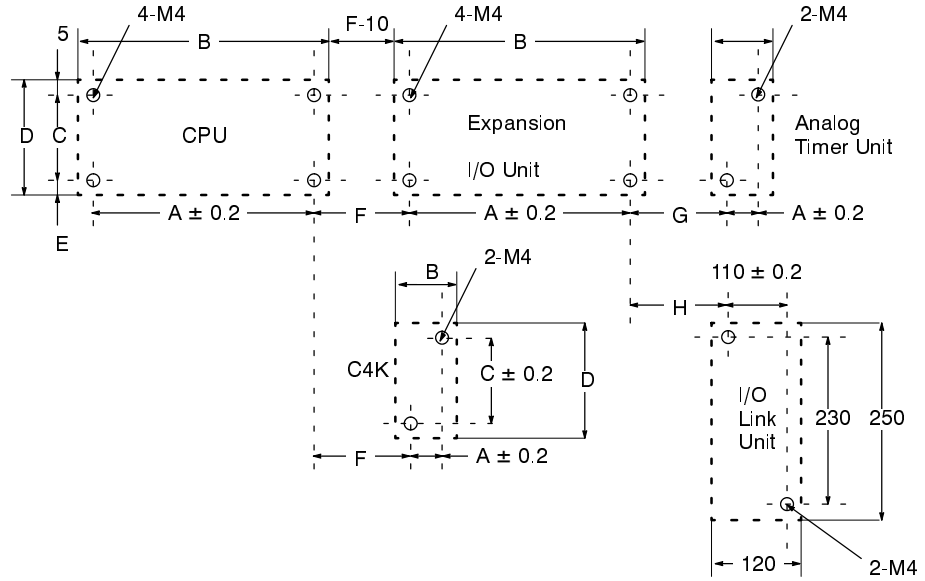 4-M4
F-10
4-M4
2-M4
5
B
B
D
C
CPU
Expansion
I/O Unit
Analog
Timer Unit
A ± 0.2
F
A ± 0.2
G
A ± 0.2
E
2-M4
B
110 ± 0.2
H
C4K
C ± 0.2
D
I/O
Link
Unit
230
250
F
A ± 0.2
120
2-M4